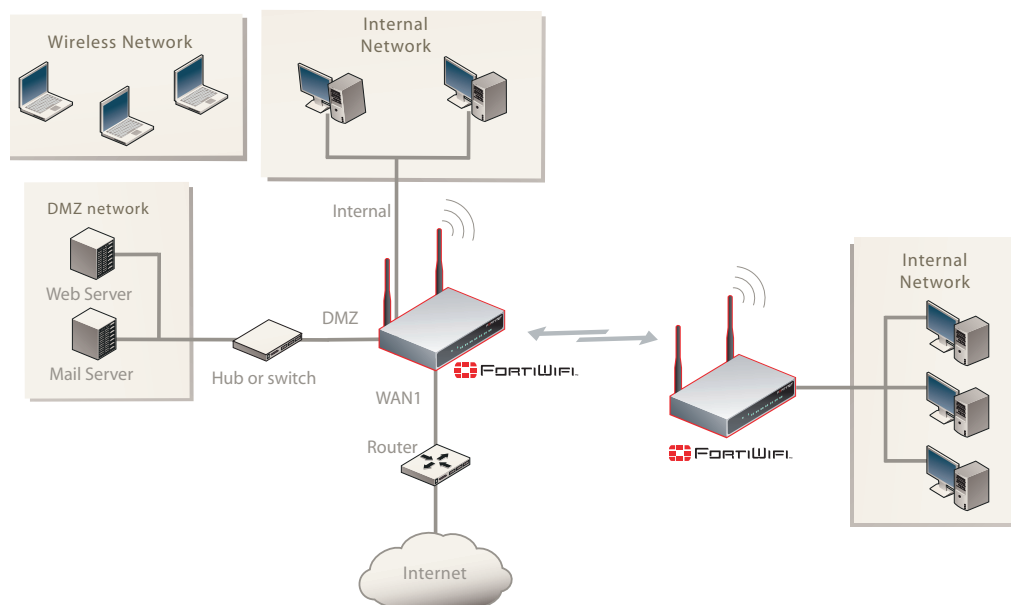 Wireless Network
Internal
Network
DMZ network
Web Server
Mail Server
Internal
DMZ
Hub or switch
FORTIWIFI
WAN1
Router
Internet
Internal
Network
FORTIWIFI